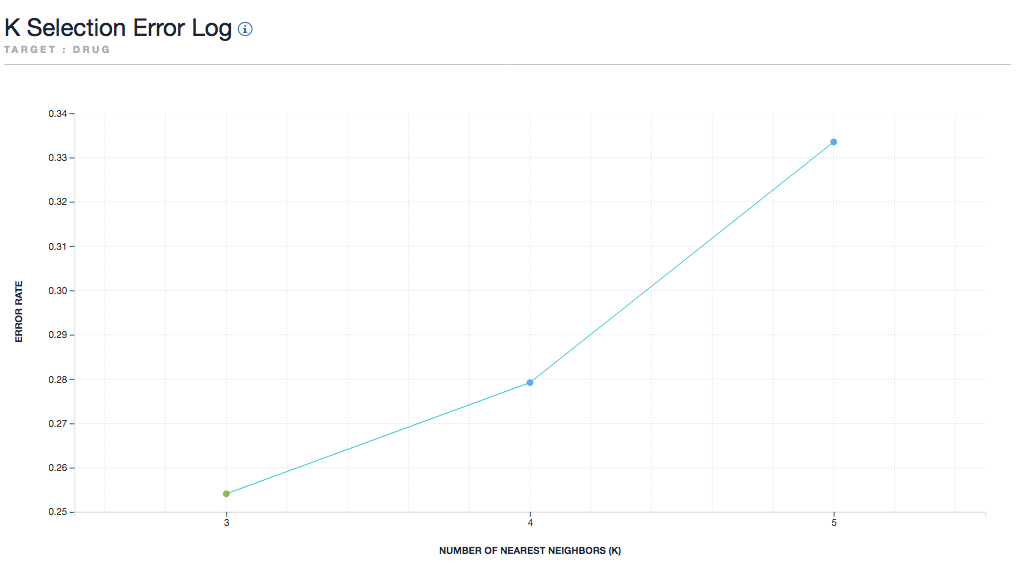 K Selection Error Log
TARGET : DRUG
0.34
0.33
0.32
0.31
0.30
0.29
0.28
0.27
0.26
0.25
ERROR RATE
3 4 5
NUMBER OF NEAREST NEIGHBORS (K)